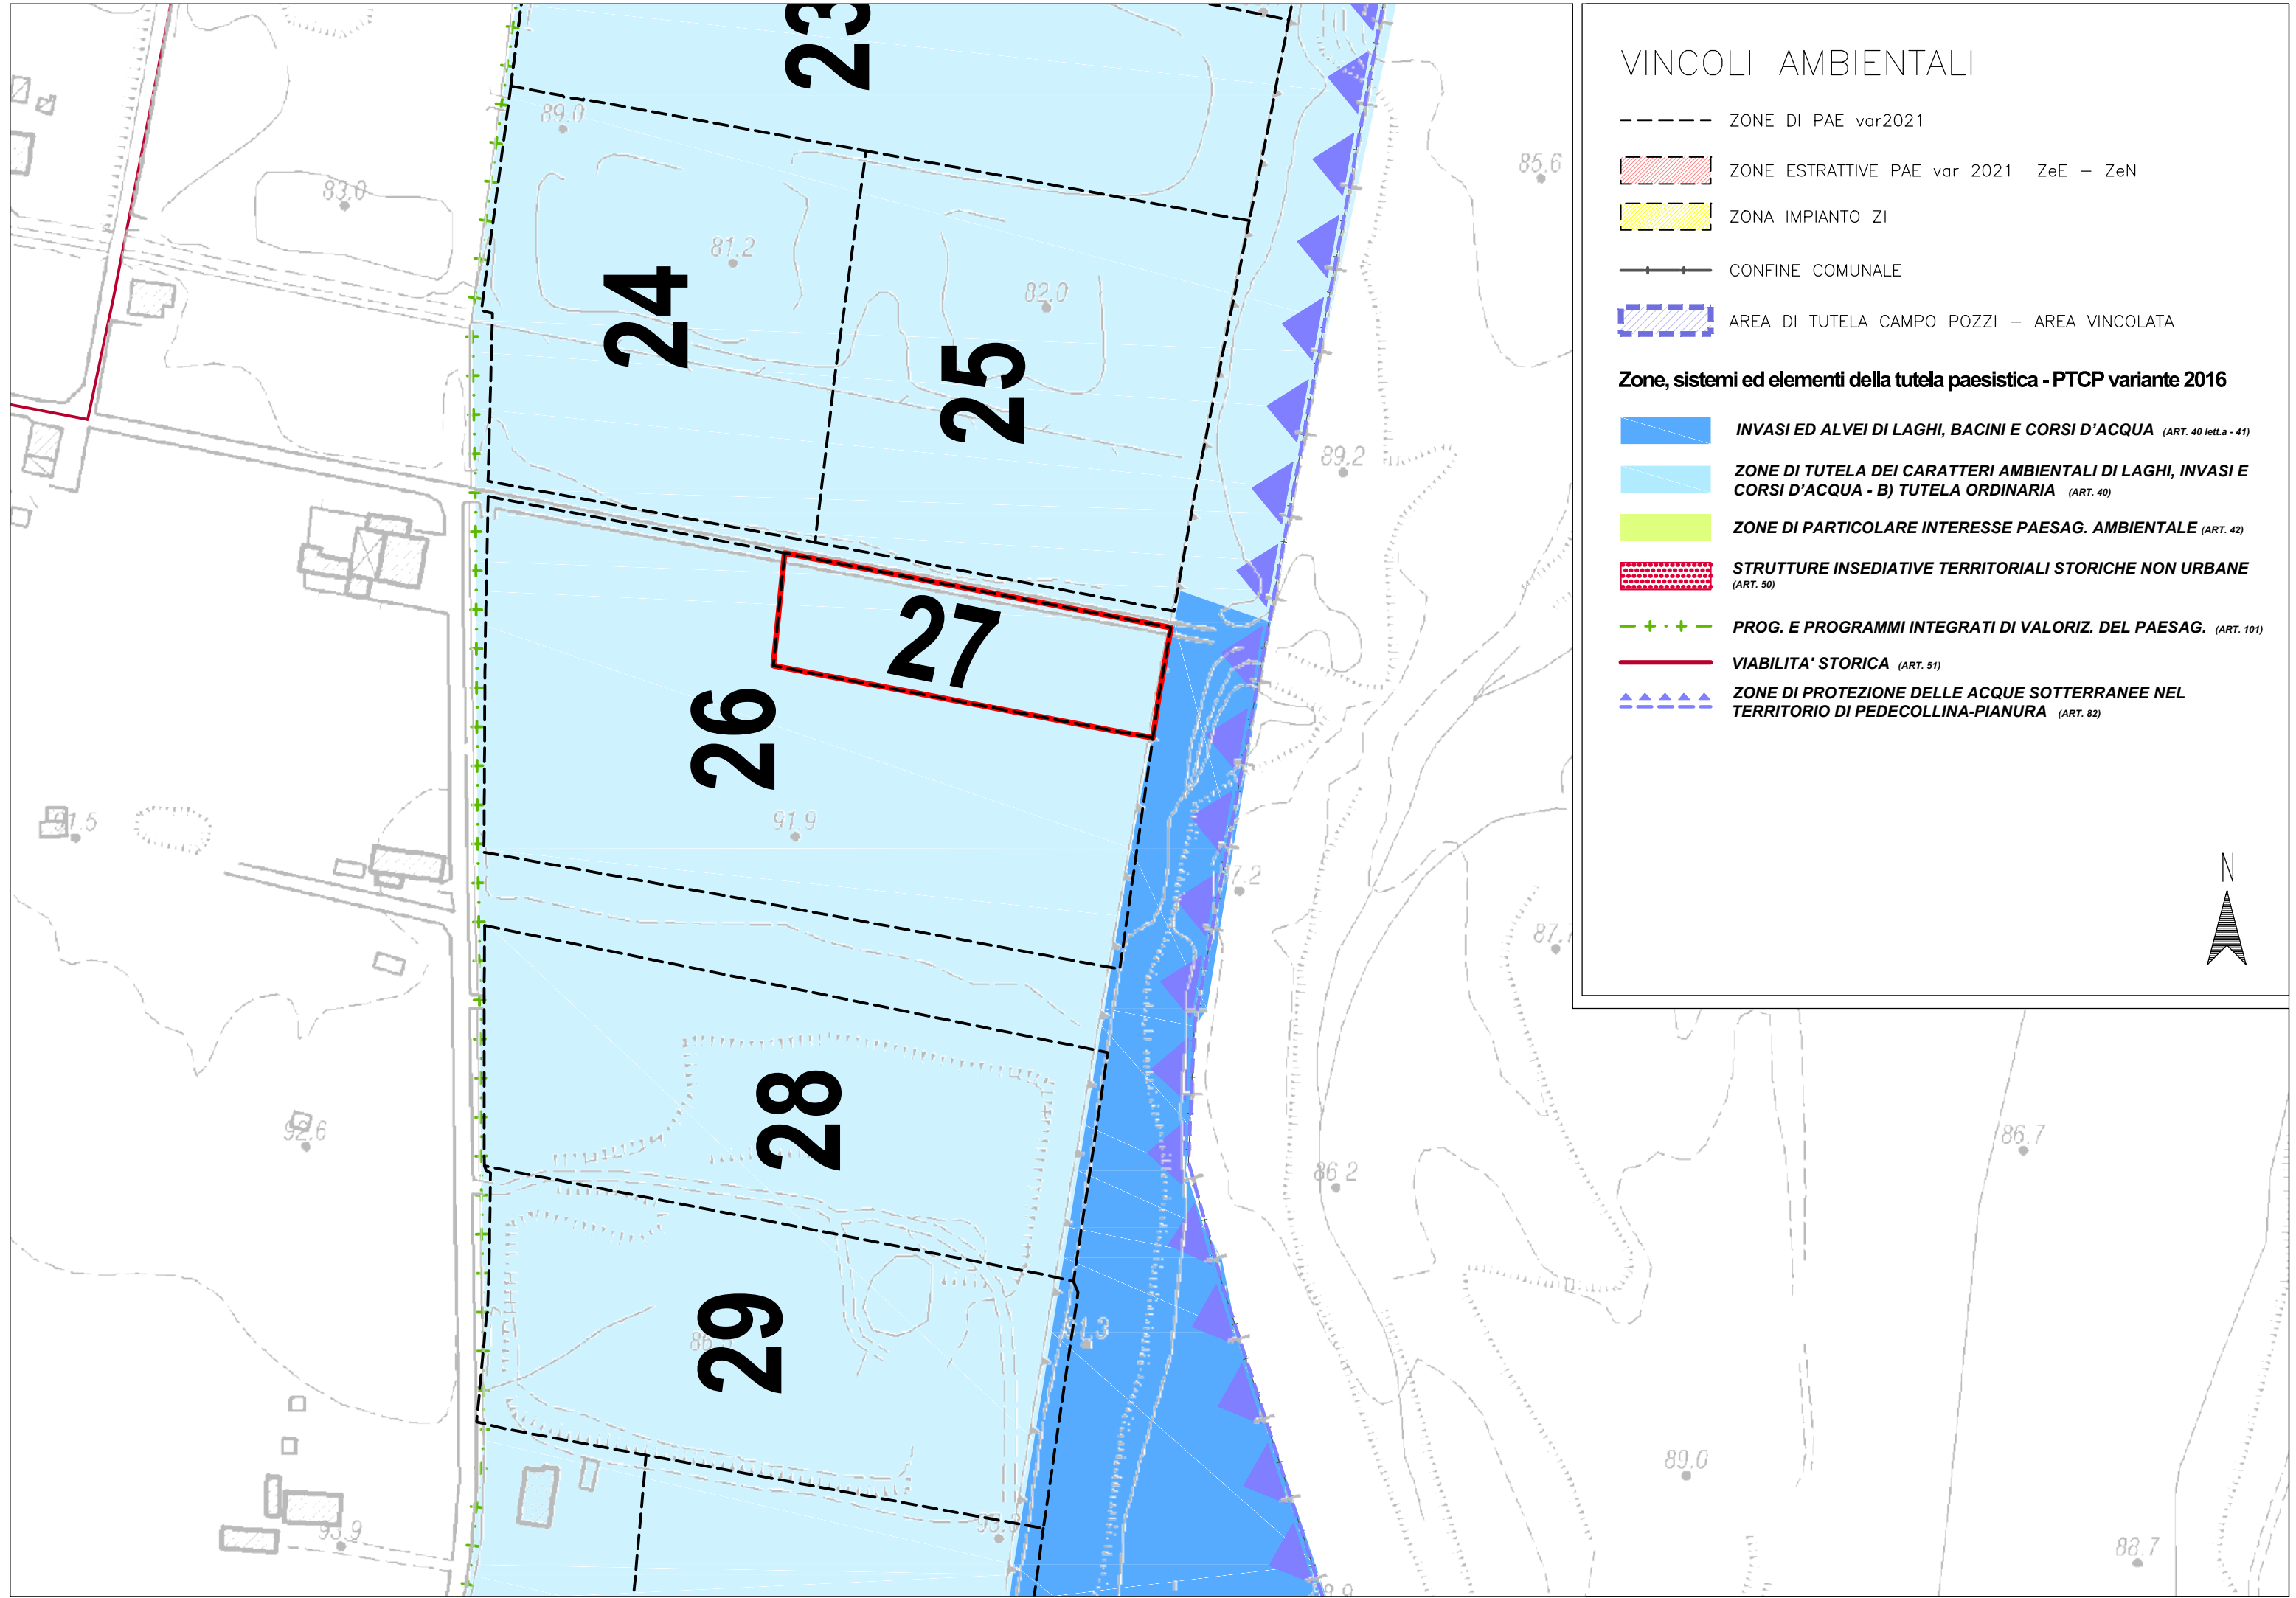 23
89.0
83.0
81.2
24
82.0
25
85.6
89.2
27
26
91.9
91.5
7.2
87.1
28
92.6
86.2
86.7
29
86.
93.9
89.0
88.7
VINCOLI AMBIENTALI
ZONE DI PAE var2021
ZONE ESTRATTIVE PAE var 2021 ZeE - ZeN
ZONA IMPIANTO ZI
CONFINE COMUNALE
AREA DI TUTELA CAMPO POZZI - AREA VINCOLATA
Zone, sistemi ed elementi della tutela paesistica - PTCP variante 2016
INVASI ED ALVEI DI LAGHI, BACINI E CORSI D'ACQUA (ART. 40 lett.a - 41)
ZONE DI TUTELA DEI CARATTERI AMBIENTALI DI LAGHI, INVASI E
CORSI D'ACQUA - B) TUTELA ORDINARIA (ART. 40)
ZONE DI PARTICOLARE INTERESSE PAESAG. AMBIENTALE (ART. 42)
STRUTTURE INSEDIATIVE TERRITORIALI STORICHE NON URBANE
(ART. 50)
PROG. E PROGRAMMI INTEGRATI DI VALORIZ. DEL PAESAG. (ART. 101)
VIABILITA' STORICA (ART. 51)
ZONE DI PROTEZIONE DELLE ACQUE SOTTERRANEE NEL
TERRITORIO DI PEDECOLLINA-PIANURA (ART. 82)
N